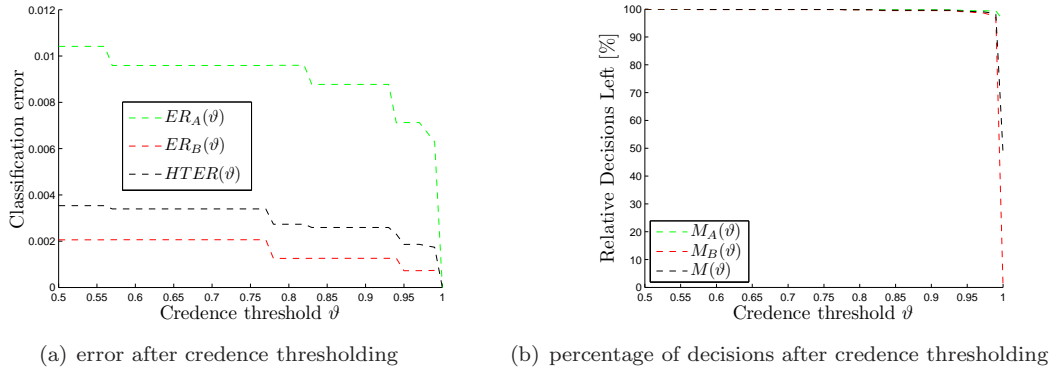 0.012
0.01
0.008
0.006
0.004
0.002
0
Classification error
ER_A(ϑ)
ER_B(ϑ)
HTER(ϑ)
0.5 0.55 0.6 0.65 0.7 0.75 0.8 0.85 0.9 0.95 1
Credence threshold ϑ
(a) error after credence thresholding
100
90
80
70
60
50
40
30
20
10
0
Relative Decisions Left [%]
M_A(ϑ)
M_B(ϑ)
M(ϑ)
0.5 0.55 0.6 0.65 0.7 0.75 0.8 0.85 0.9 0.95 1
Credence threshold ϑ
(b) percentage of decisions after credence thresholding